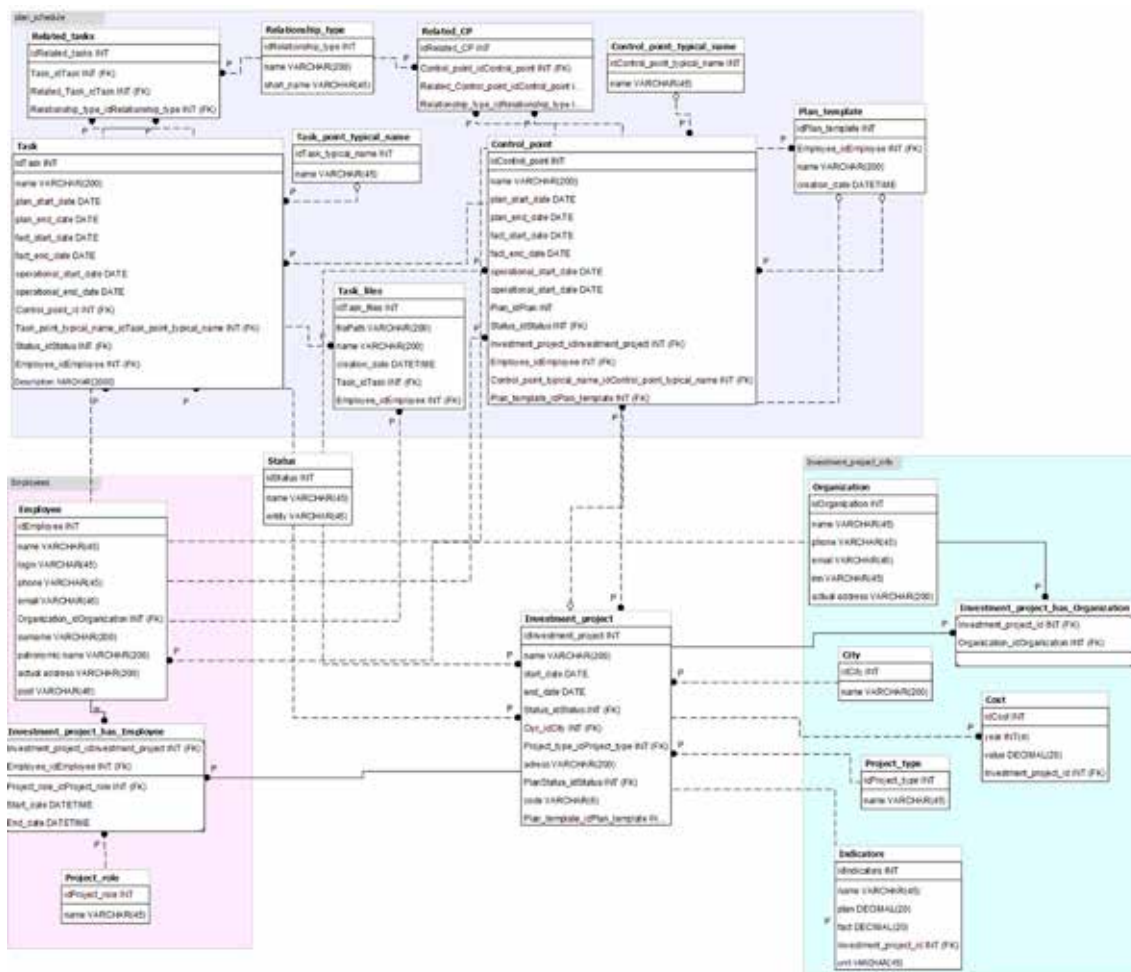 plan_schedule
Related_tasks
idRelated_tasks INT
Task_idTask INT (FK)
Related_Task_idTask INT (FK)
Relationship_type_idRelationship_type INT (FK)
Relationship_type
idRelationship_type INT
name VARCHAR(200)
short_name VARCHAR(45)
Related_CP
idRelated_CP INT
Control_point_idControl_point INT (FK)
Related_Control_point_idControl_point I...
Relationship_type_idRelationship_type I...
Control_point_typical_name
idControl_point_typical_name INT
name VARCHAR(45)
Plan_template
idPlan_template INT
Employee_idEmployee INT (FK)
name VARCHAR(200)
creation_date DATETIME
Task
idTask INT
name VARCHAR(200)
plan_start_date DATE
plan_end_date DATE
fact_start_date DATE
fact_end_date DATE
operational_start_date DATE
operational_end_date DATE
Control_point_id INT (FK)
Task_point_typical_name_idTask_point_typical_name INT (FK)
Status_idStatus INT (FK)
Employee_idEmployee INT (FK)
Description VARCHAR(2000)
Task_point_typical_name
idTask_typical_name INT
name VARCHAR(45)
Control_point
idControl_point INT
name VARCHAR(200)
plan_start_date DATE
plan_end_date DATE
fact_start_date DATE
fact_end_date DATE
operational_start_date DATE
operational_start_date DATE
Plan_idPlan INT
Status_idStatus INT (FK)
Investment_project_idInvestment_project INT (FK)
Employee_idEmployee INT (FK)
Control_point_typical_name_idControl_point_typical_name INT (FK)
Plan_template_idPlan_template INT (FK)
Task_files
idTask_files INT
filePath VARCHAR(200)
name VARCHAR(200)
creation_date DATETIME
Task_idTask INT (FK)
Employee_idEmployee INT (FK)
Status
idStatus INT
name VARCHAR(45)
entity VARCHAR(45)
Employees
Employee
idEmployee INT
name VARCHAR(45)
login VARCHAR(45)
phone VARCHAR(45)
email VARCHAR(45)
Organization_idOrganization INT (FK)
surname VARCHAR(200)
patronymic name VARCHAR(200)
actual address VARCHAR(200)
post VARCHAR(45)
Investment_project_has_Employee
Investment_project_idInvestment_project INT (FK)
Employee_idEmployee INT (FK)
Project_role_idProject_role INT (FK)
Start_date DATETIME
End_date DATETIME
Project_role
idProject_role INT
name VARCHAR(45)
Investment_project
idInvestment_project INT
name VARCHAR(200)
start_date DATE
end_date DATE
Status_idStatus INT (FK)
City_idCity INT (FK)
Project_type_idProject_type INT (FK)
adress VARCHAR(200)
PlanStatus_idStatus INT (FK)
code VARCHAR(6)
Plan_template_idPlan_template IN...
Investment_project_info
Organization
idOrganization INT
name VARCHAR(45)
phone VARCHAR(45)
email VARCHAR(45)
inn VARCHAR(45)
actual address VARCHAR(200)
Investment_project_has_Organization
Investment_project_id INT (FK)
Organization_idOrganization INT (FK)
City
idCity INT
name VARCHAR(200)
Cost
idCost INT
year INT(4)
value DECIMAL(20)
Investment_project_id INT (FK)
Project_type
idProject_type INT
name VARCHAR(45)
Indicators
idIndicators INT
name VARCHAR(45)
plan DECIMAL(20)
fact DECIMAL(20)
Investment_project_id INT (FK)
unit VARCHAR(45)